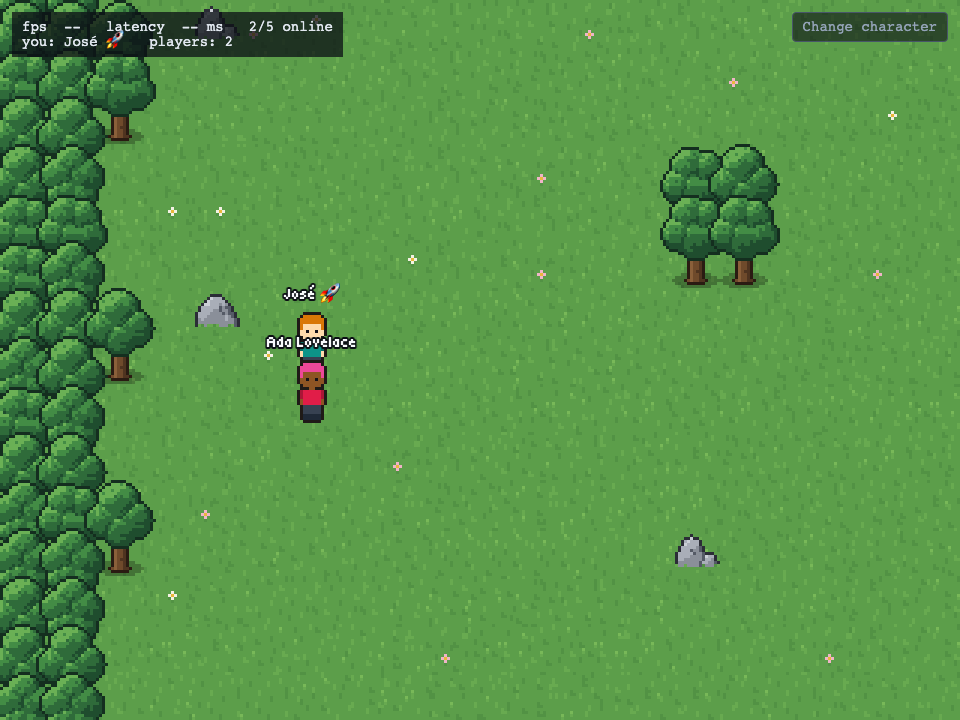 fps -- latency -- ms 2/5 online
you: José 🚀 players: 2
Change character
José 🚀
Ada Lovelace